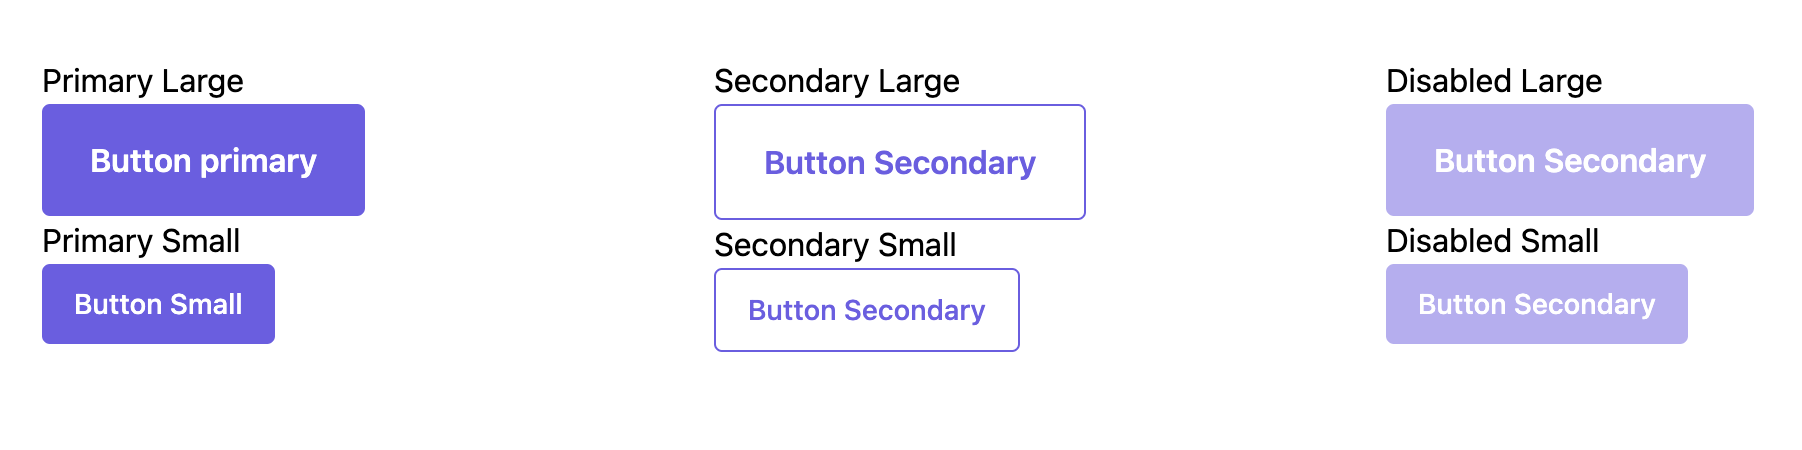 Primary Large
Button primary
Primary Small
Button Small
Secondary Large
Button Secondary
Secondary Small
Button Secondary
Disabled Large
Button Secondary
Disabled Small
Button Secondary